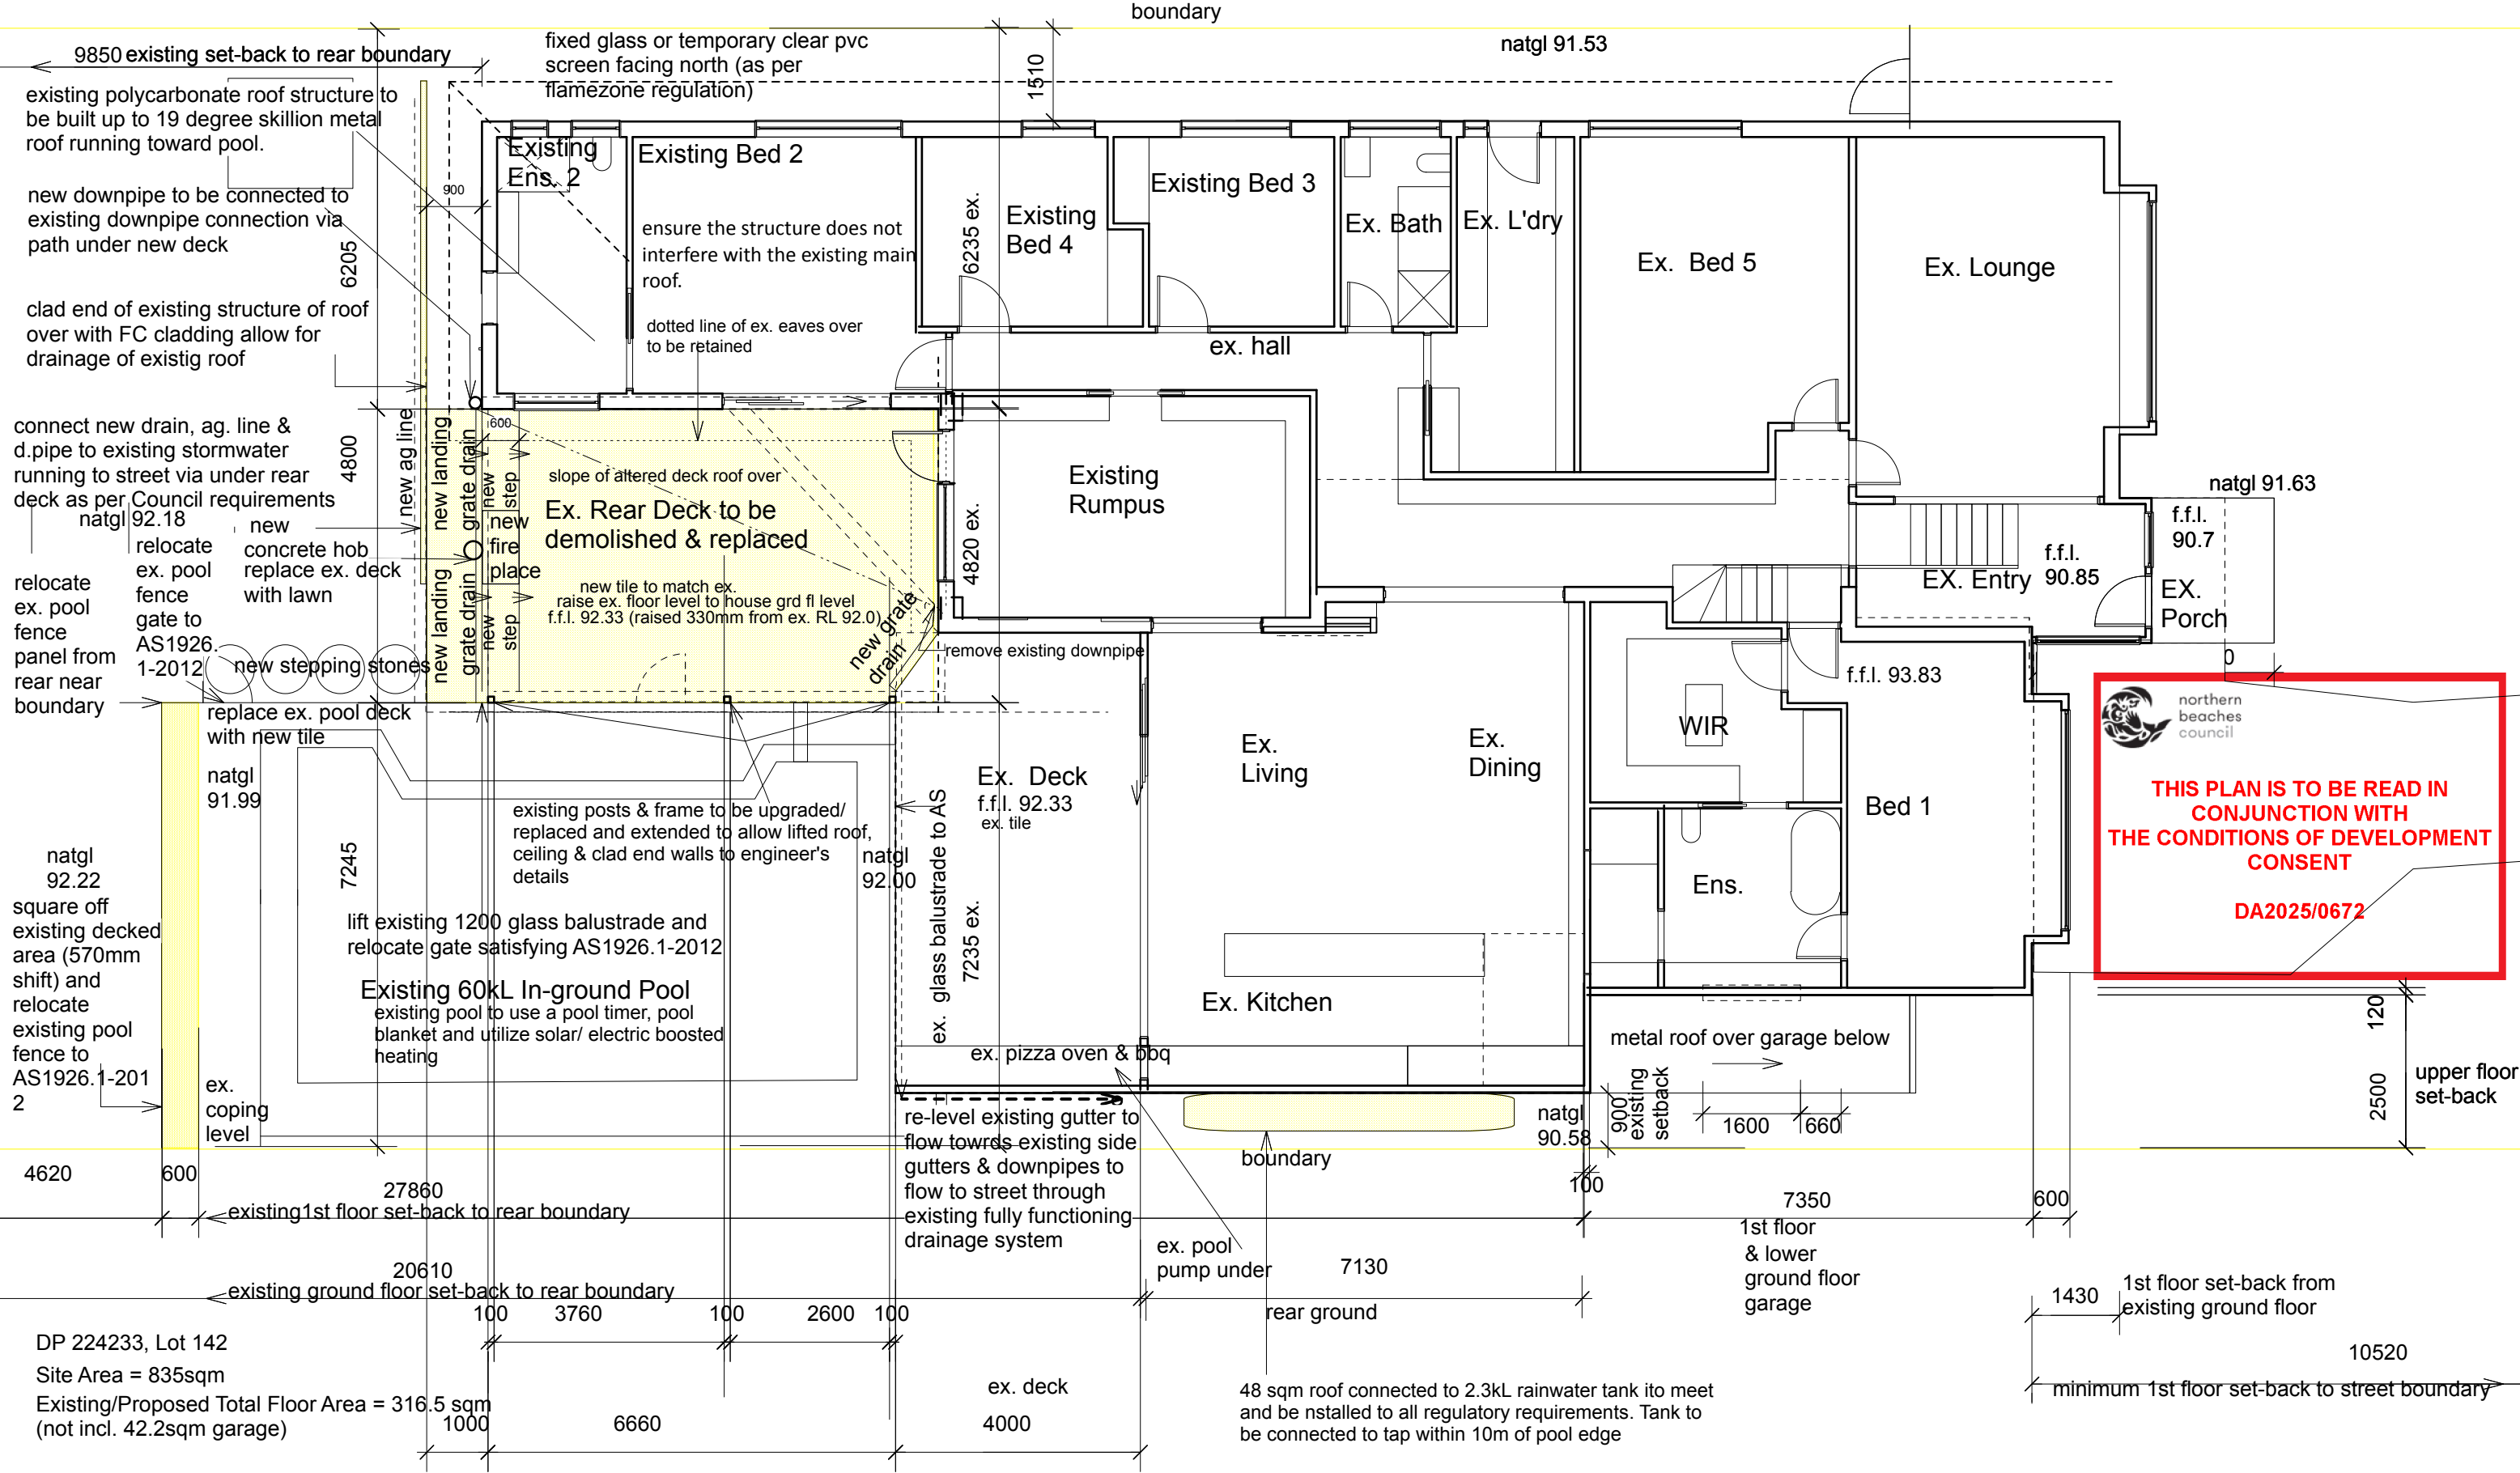 boundary
9850 existing set-back to rear boundary
fixed glass or temporary clear pvc
screen facing north (as per
flamezone regulation)
1510
natgl 91.53
existing polycarbonate roof structure to
be built up to 19 degree skillion metal
roof running toward pool.
new downpipe to be connected to
existing downpipe connection via
path under new deck
clad end of existing structure of roof
over with FC cladding allow for
drainage of existig roof
connect new drain, ag. line &
d.pipe to existing stormwater
running to street via under rear
deck as per Council requirements
900
6205
4800
Existing
Ens. 2
Existing Bed 2
ensure the structure does not
interfere with the existing main
roof.
dotted line of ex. eaves over
to be retained
6235 ex.
Existing
Bed 4
Existing Bed 3
Ex. Bath
Ex. L'dry
Ex. Bed 5
Ex. Lounge
ex. hall
natgl 92.18
relocate
ex. pool
fence
gate to
AS1926.
1-2012
new
concrete hob
replace ex. deck
with lawn
relocate
ex. pool
fence
panel from
rear near
boundary
new stepping stones
new ag line
new landing
new landing
grate drain
grate drain
600
new
step
new
fire
place
new
step
slope of altered deck roof over
Ex. Rear Deck to be
demolished & replaced
new tile to match ex.
raise ex. floor level to house grd fl level
f.f.l. 92.33 (raised 330mm from ex. RL 92.0)
new grate
drain
4820 ex.
Existing
Rumpus
remove existing downpipe
natgl 91.63
f.f.l.
90.7
f.f.l.
90.85
EX. Entry
EX.
Porch
0
f.f.l. 93.83
WIR
Bed 1
Ens.
replace ex. pool deck
with new tile
natgl
91.99
natgl
92.22
square off
existing decked
area (570mm
shift) and
relocate
existing pool
fence to
AS1926.1-201
2
7245
existing posts & frame to be upgraded/
replaced and extended to allow lifted roof,
ceiling & clad end walls to engineer's
details
natgl
92.00
lift existing 1200 glass balustrade and
relocate gate satisfying AS1926.1-2012
Existing 60kL In-ground Pool
existing pool to use a pool timer, pool
blanket and utilize solar/ electric boosted
heating
ex.
coping
level
ex. glass balustrade to AS
7235 ex.
Ex. Deck
f.f.l. 92.33
ex. tile
Ex.
Living
Ex.
Dining
Ex. Kitchen
ex. pizza oven & bbq
northern
beaches
council
THIS PLAN IS TO BE READ IN
CONJUNCTION WITH
THE CONDITIONS OF DEVELOPMENT
CONSENT
DA2025/0672
metal roof over garage below
120
2500
upper floor
set-back
re-level existing gutter to
flow towrds existing side
gutters & downpipes to
flow to street through
existing fully functioning
drainage system
natgl
90.58
900
existing
setback
1600
660
boundary
4620
600
27860
existing1st floor set-back to rear boundary
100
7350
600
1st floor
& lower
ground floor
garage
ex. pool
pump under
7130
rear ground
20610
existing ground floor set-back to rear boundary
100
3760
100
2600
100
1430
1st floor set-back from
existing ground floor
10520
minimum 1st floor set-back to street boundary
DP 224233, Lot 142
Site Area = 835sqm
Existing/Proposed Total Floor Area = 316.5 sqm
(not incl. 42.2sqm garage)
1000
6660
ex. deck
4000
48 sqm roof connected to 2.3kL rainwater tank ito meet
and be nstalled to all regulatory requirements. Tank to
be connected to tap within 10m of pool edge